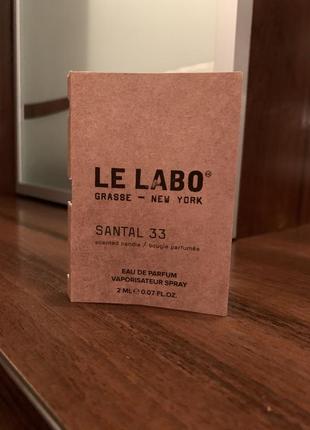 LE LABO
GRASSE — NEW YORK
SANTAL 33
scented candle / bougie parfumée
EAU DE PARFUM
VAPORISATEUR SPRAY
2 ML ℮ 0.07 FL.OZ.